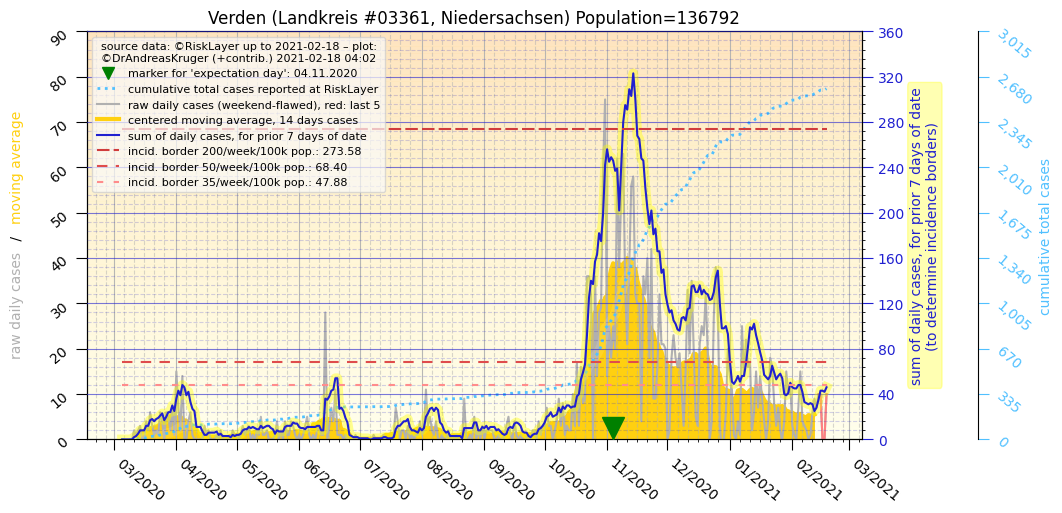 Verden (Landkreis #03361, Niedersachsen) Population=136792
source data: ©RiskLayer up to 2021-02-18 – plot:
©DrAndreasKruger (+contrib.) 2021-02-18 04:02
marker for 'expectation day': 04.11.2020
cumulative total cases reported at RiskLayer
raw daily cases (weekend-flawed), red: last 5
centered moving average, 14 days cases
sum of daily cases, for prior 7 days of date
incid. border 200/week/100k pop.: 273.58
incid. border 50/week/100k pop.: 68.40
incid. border 35/week/100k pop.: 47.88
raw daily cases / moving average
90
80
70
60
50
40
30
20
10
0
03/2020
04/2020
05/2020
06/2020
07/2020
08/2020
09/2020
10/2020
11/2020
12/2020
01/2021
02/2021
03/2021
360
320
280
240
200
160
120
80
40
0
sum of daily cases, for prior 7 days of date
(to determine incidence borders)
3,015
2,680
2,345
2,010
1,675
1,340
1,005
670
335
0
cumulative total cases